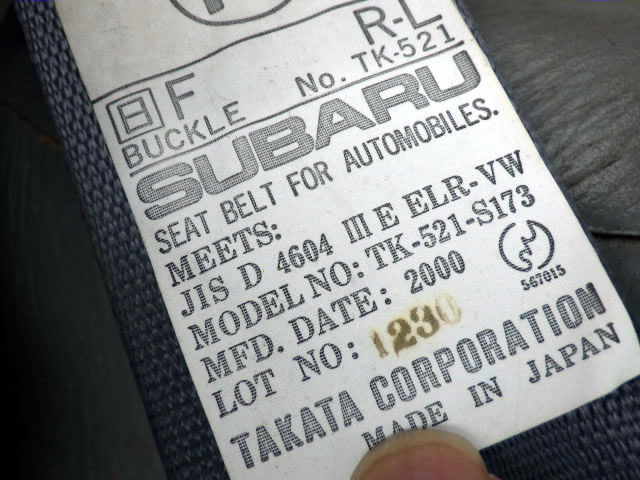 R-L
日 F
BUCKLE No. TK-521
SUBARU
SEAT BELT FOR AUTOMOBILES.
MEETS:
JIS D 4604 III E ELR-VW
MODEL NO: TK-521-S173
MFD. DATE: 2000
567015
LOT NO: 1230
TAKATA CORPORATION
MADE IN JAPAN